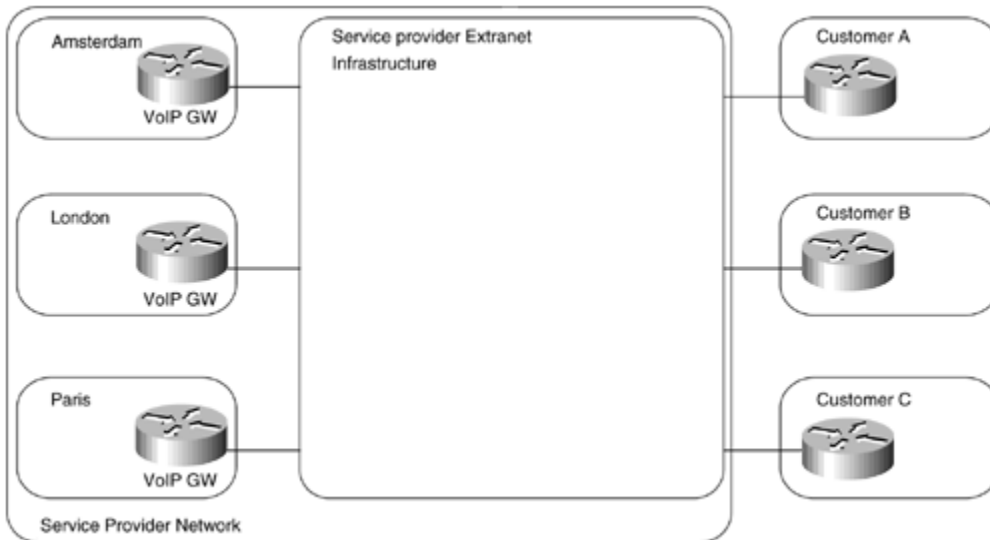 Amsterdam
VoIP GW
Service provider Extranet
Infrastructure
Customer A
London
VoIP GW
Customer B
Paris
VoIP GW
Customer C
Service Provider Network